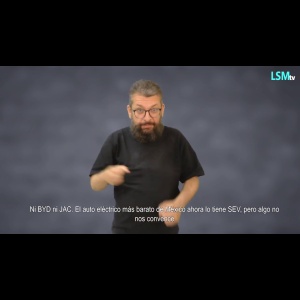 LSMtv
Ni BYD ni JAC. El auto eléctrico más barato de México ahora lo tiene SEV, pero algo no
nos convence